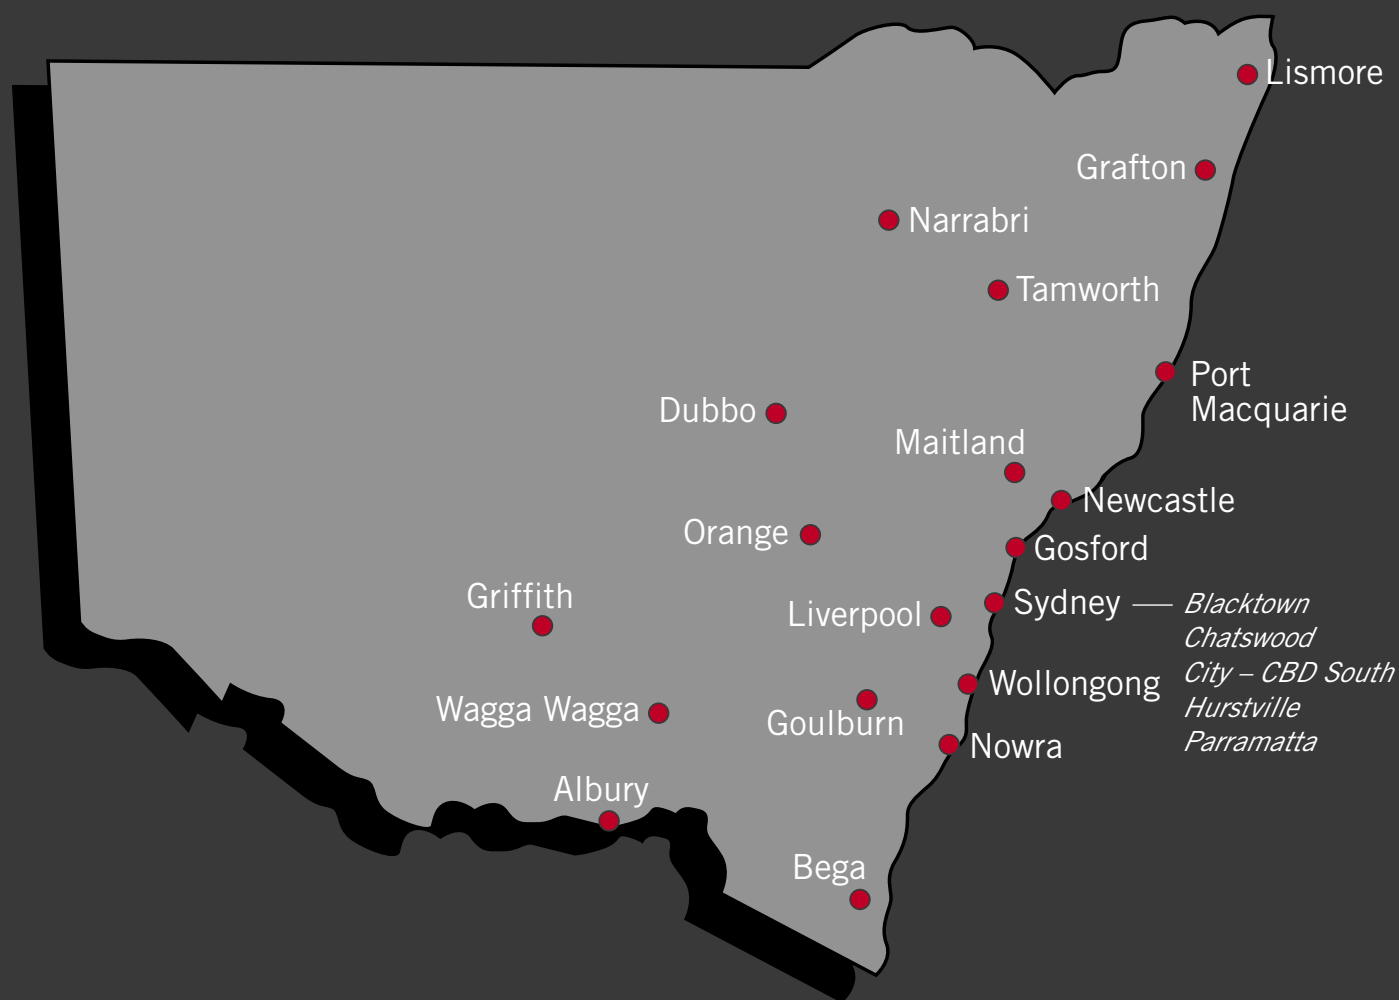 Lismore
Grafton
Narrabri
Tamworth
Port
Macquarie
Dubbo
Maitland
Newcastle
Orange
Gosford
Griffith
Liverpool
Sydney — Blacktown
Chatswood
City – CBD South
Hurstville
Parramatta
Wollongong
Wagga Wagga
Goulburn
Nowra
Albury
Bega